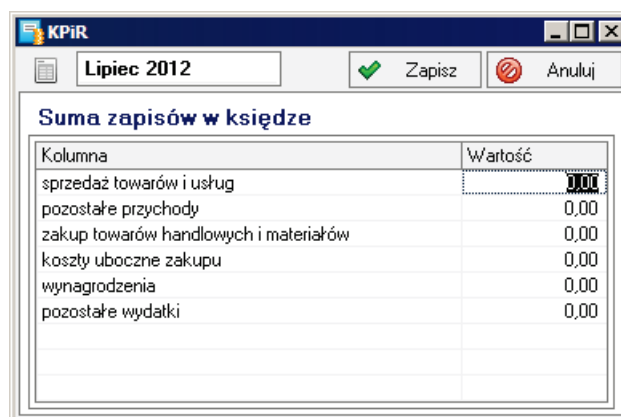 KPiR
Lipiec 2012 Zapisz Anuluj
Suma zapisów w księdze
Kolumna Wartość
sprzedaż towarów i usług 0,00
pozostałe przychody 0,00
zakup towarów handlowych i materiałów 0,00
koszty uboczne zakupu 0,00
wynagrodzenia 0,00
pozostałe wydatki 0,00